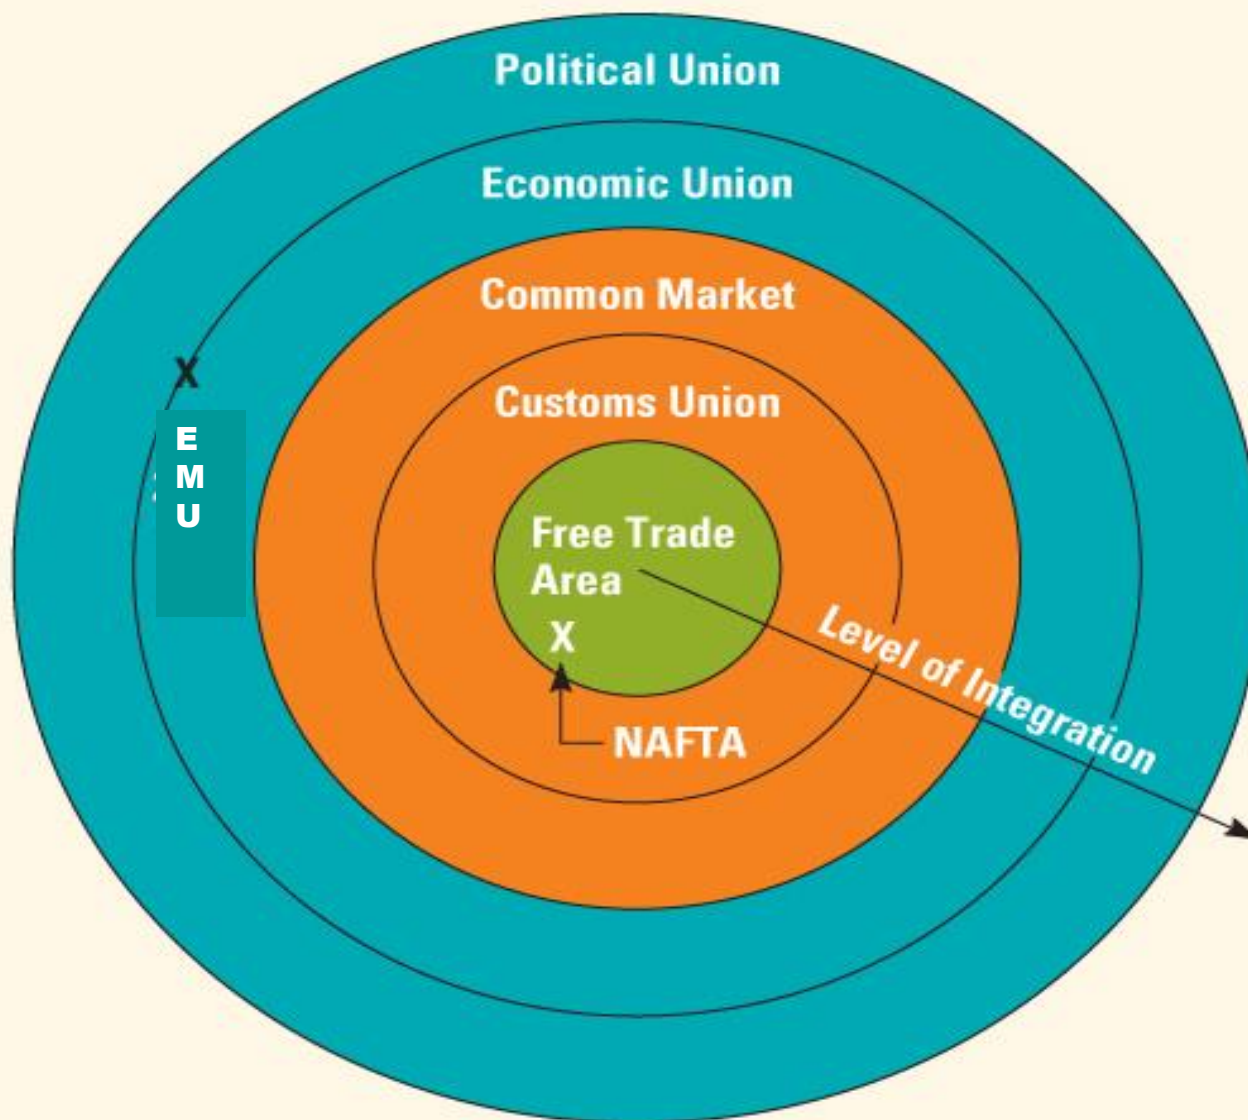 Political Union
Economic Union
Common Market
Customs Union
X
E
M
U
Free Trade
Area
X
Level of Integration
NAFTA